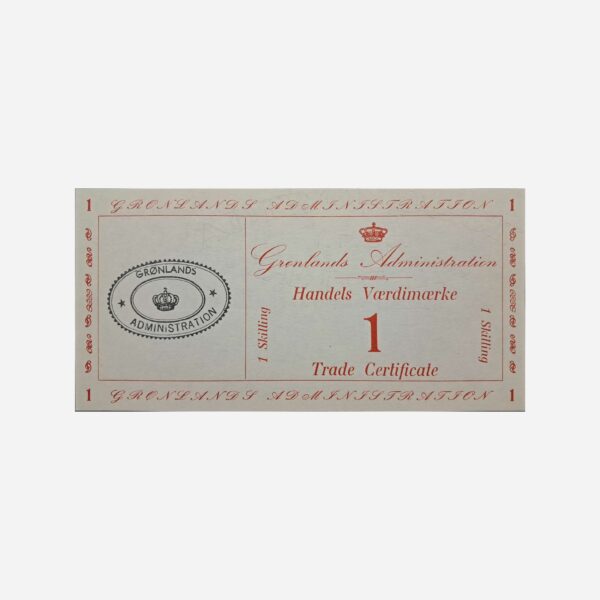 1 GRØNLANDS ADMINISTRATION 1
GRØNLANDS
ADMINISTRATION
Grønlands Administration
Handels Værdimærke
1 Skilling
1
1 Skilling
Trade Certificate
1 GRØNLANDS ADMINISTRATION 1